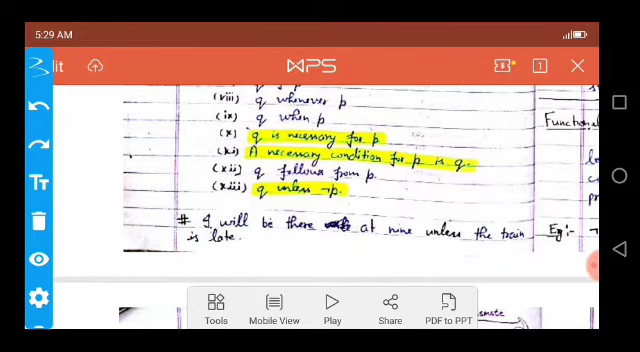 5:29 AM
lit
WPS
1
(viii) q whenever p
(ix) q when p
(x) q is necessary for p
(xi) A necessary condition for p is q.
(xii) q follows from p.
(xiii) q unless ¬p.
# I will be there at nine unless the train
is late.
Functional
Eg:- ¬
Tools
Mobile View
Play
Share
PDF to PPT